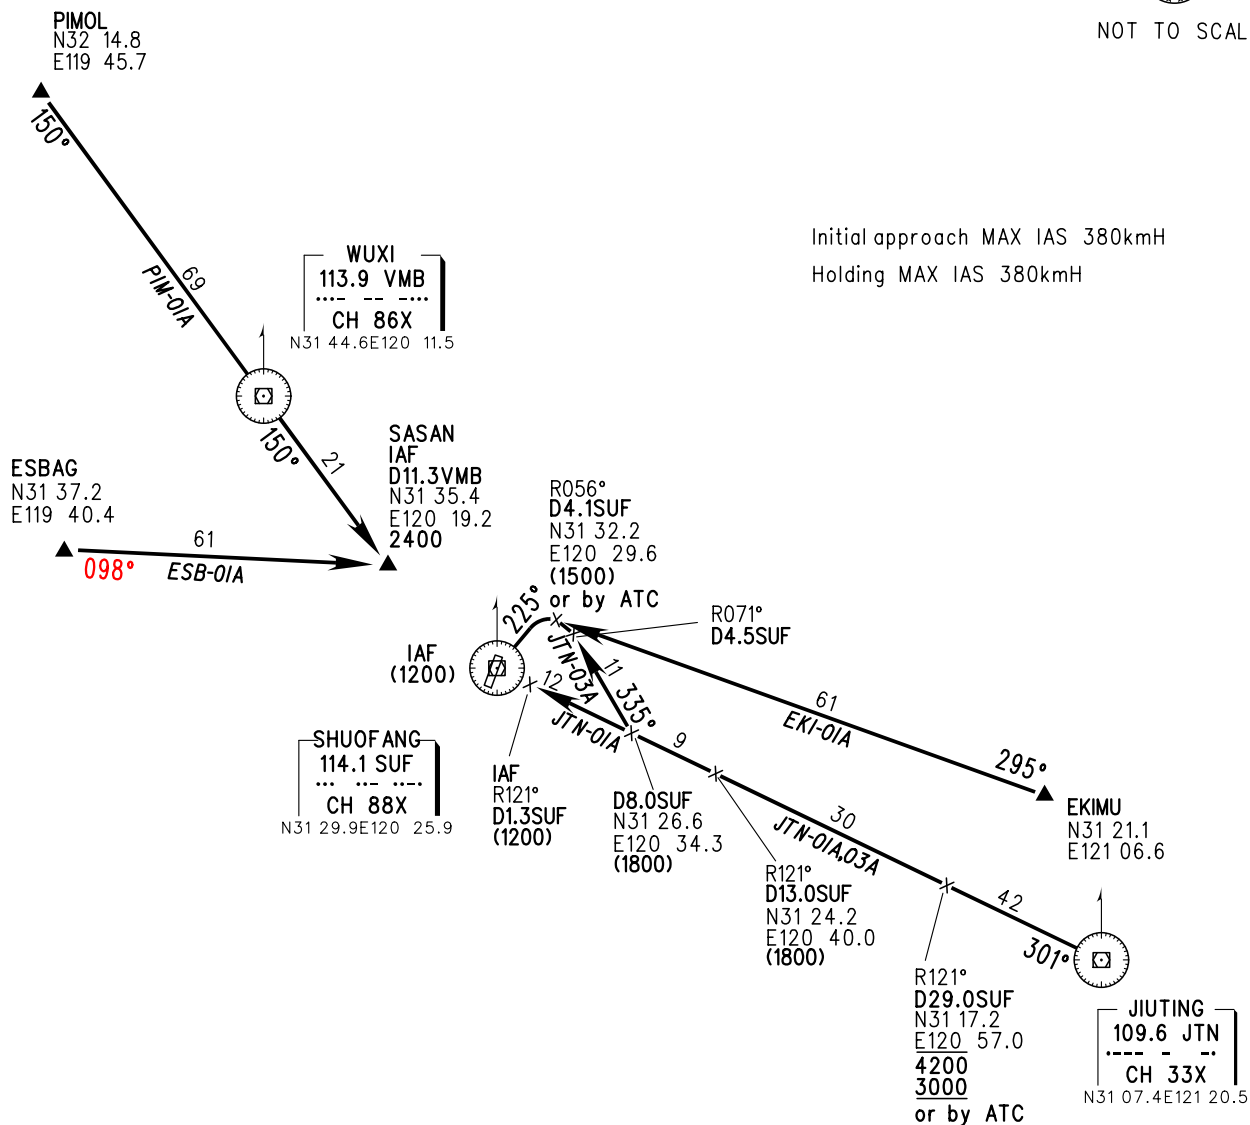 PIMOL
N32 14.8
E119 45.7
NOT TO SCAL
150°
69
PIM-01A
Initial approach MAX IAS 380kmH
Holding MAX IAS 380kmH
WUXI
113.9 VMB
CH 86X
N31 44.6E120 11.5
150°
21
SASAN
IAF
D11.3VMB
N31 35.4
E120 19.2
2400
ESBAG
N31 37.2
E119 40.4
61
098°
ESB-01A
R056°
D4.1SUF
N31 32.2
E120 29.6
(1500)
or by ATC
225°
R071°
D4.5SUF
IAF
(1200)
JTN-03A
11
335°
12
JTN-01A
61
EKI-01A
295°
EKIMU
N31 21.1
E121 06.6
SHUOFANG
114.1 SUF
CH 88X
N31 29.9E120 25.9
IAF
R121°
D1.3SUF
(1200)
9
D8.0SUF
N31 26.6
E120 34.3
(1800)
30
JTN-01A,03A
R121°
D13.0SUF
N31 24.2
E120 40.0
(1800)
42
301°
R121°
D29.0SUF
N31 17.2
E120 57.0
4200
3000
or by ATC
JIUTING
109.6 JTN
CH 33X
N31 07.4E121 20.5